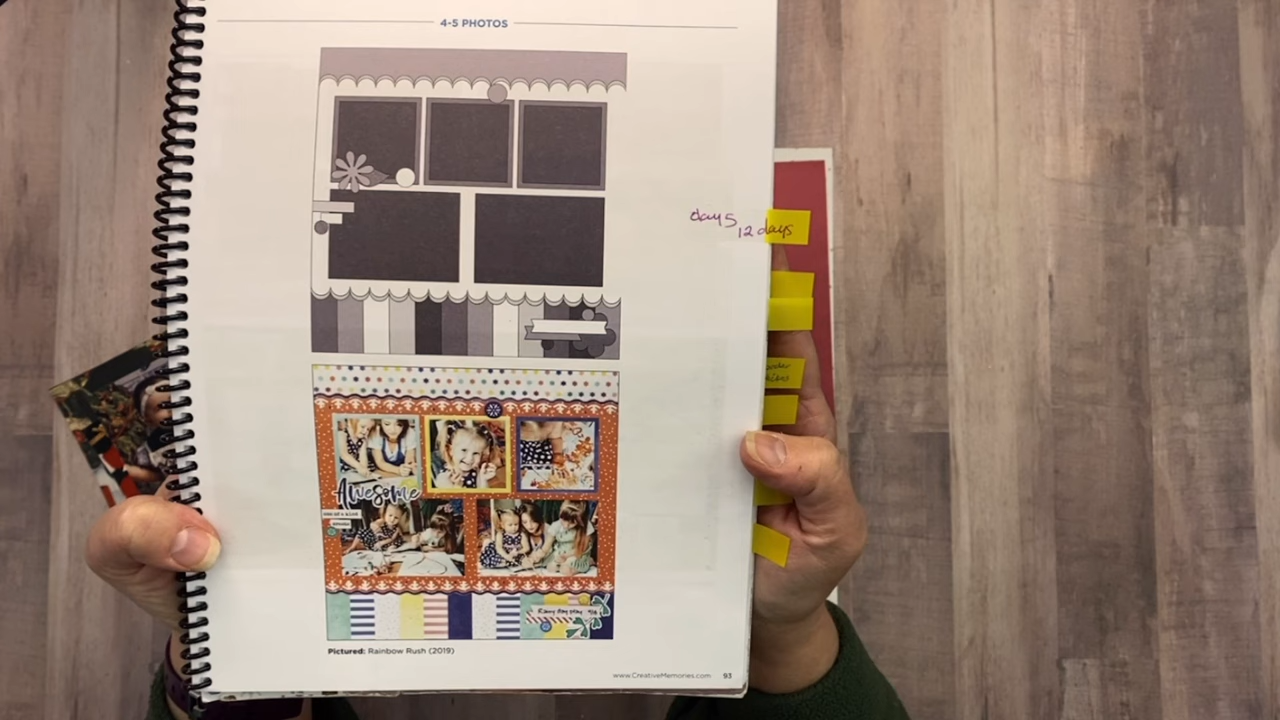 4-5 PHOTOS
days
12 days
Awesome
Pictured: Rainbow Rush (2019)
www.CreativeMemories.com 93